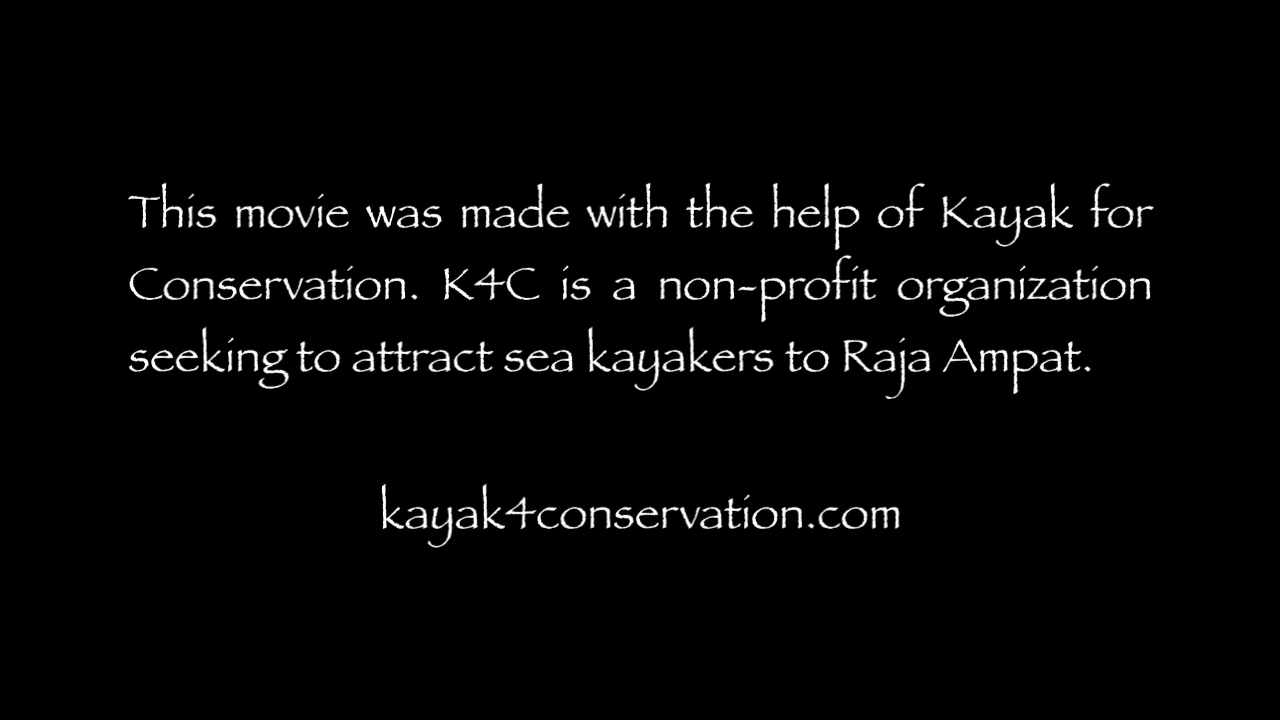 This movie was made with the help of Kayak for
Conservation. K4C is a non-profit organization
seeking to attract sea kayakers to Raja Ampat.
kayak4conservation.com